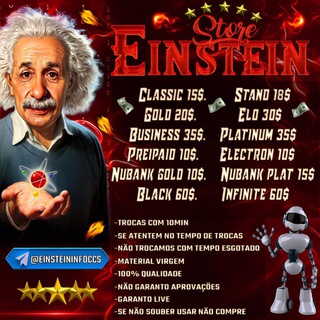 Store
EINSTEIN
CLASSIC 15$. STAND 18$
GOLD 20$. ELO 30$
BUSINESS 35$. PLATINUM 35$
PREIPAID 10$. ELECTRON 10$
NUBANK GOLD 10$. NUBANK PLAT 15$
BLACK 60$. INFINITE 60$
-TROCAS COM 10MIN
-SE ATENTEM NO TEMPO DE TROCAS
-NÃO TROCAMOS COM TEMPO ESGOTADO
-MATERIAL VIRGEM
-100% QUALIDADE
-NÃO GARANTO APROVAÇÕES
-GARANTO LIVE
-SE NÃO SOUBER USAR NÃO COMPRE
@EINSTEININFOCCS